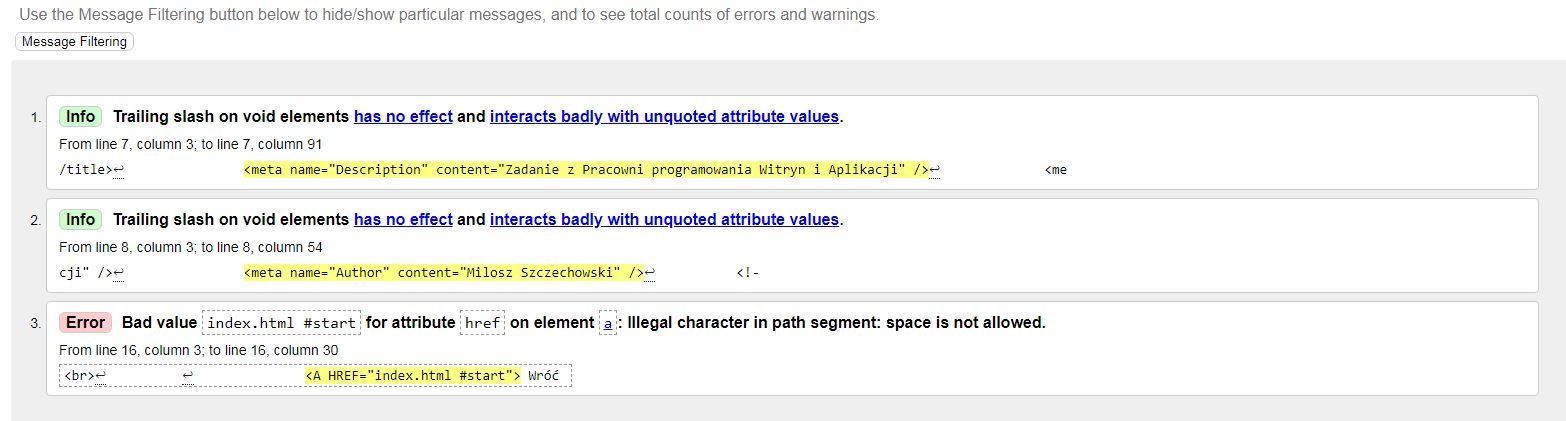 Use the Message Filtering button below to hide/show particular messages, and to see total counts of errors and warnings.
Message Filtering
1. Info Trailing slash on void elements has no effect and interacts badly with unquoted attribute values.
From line 7, column 3; to line 7, column 91
/title>↩ <meta name="Description" content="Zadanie z Pracowni programowania Witryn i Aplikacji" />↩ <me
2. Info Trailing slash on void elements has no effect and interacts badly with unquoted attribute values.
From line 8, column 3; to line 8, column 54
cji" />↩ <meta name="Author" content="Milosz Szczechowski" />↩ <!-
3. Error Bad value index.html #start for attribute href on element a: Illegal character in path segment: space is not allowed.
From line 16, column 3; to line 16, column 30
<br>↩ ↩ <A HREF="index.html #start"> Wróć